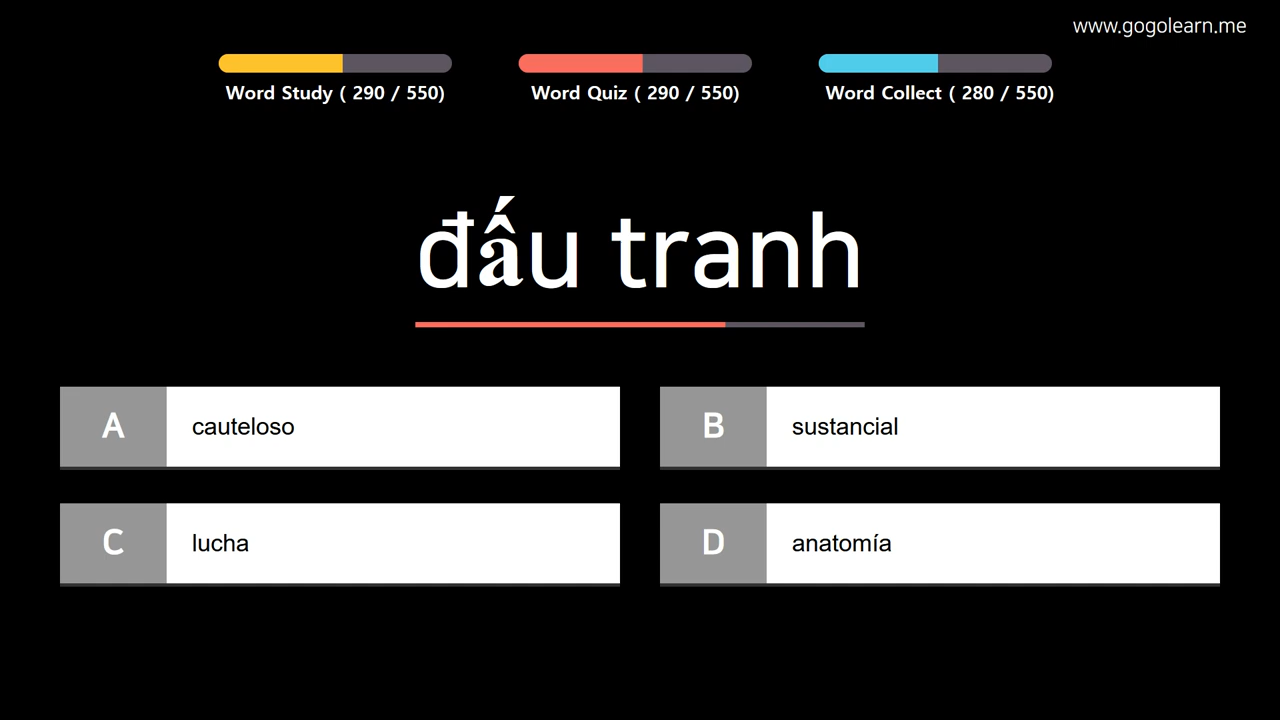 www.gogolearn.me
Word Study ( 290 / 550)
Word Quiz ( 290 / 550)
Word Collect ( 280 / 550)
đấu tranh
A
cauteloso
B
sustancial
C
lucha
D
anatomía